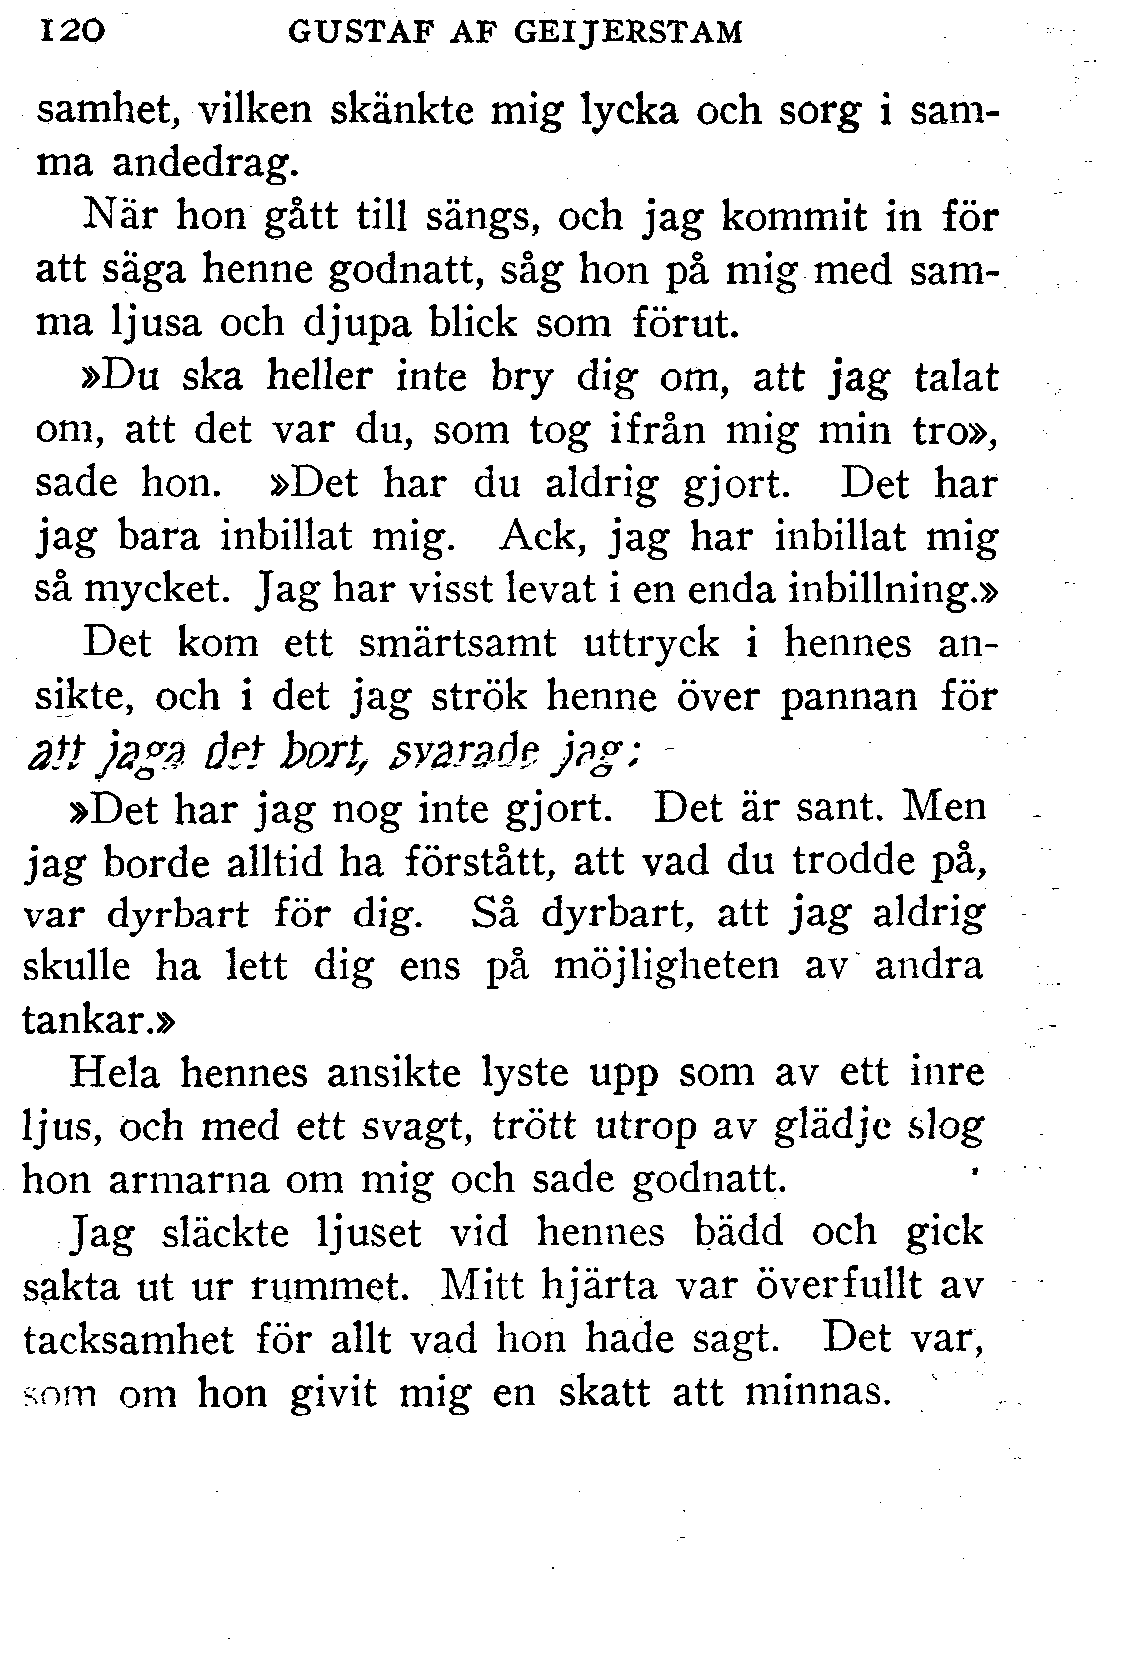 120 GUSTAF AF GEIJERSTAM
samhet, vilken skänkte mig lycka och sorg i sam-
ma andedrag.
När hon gått till sängs, och jag kommit in för
att säga henne godnatt, såg hon på mig med sam-
ma ljusa och djupa blick som förut.
»Du ska heller inte bry dig om, att jag talat
om, att det var du, som tog ifrån mig min tro»,
sade hon. »Det har du aldrig gjort. Det har
jag bara inbillat mig. Ack, jag har inbillat mig
så mycket. Jag har visst levat i en enda inbillning.»
Det kom ett smärtsamt uttryck i hennes an-
sikte, och i det jag strök henne över pannan för
att jaga det bort, svarade jag:
»Det har jag nog inte gjort. Det är sant. Men
jag borde alltid ha förstått, att vad du trodde på,
var dyrbart för dig. Så dyrbart, att jag aldrig
skulle ha lett dig ens på möjligheten av andra
tankar.»
Hela hennes ansikte lyste upp som av ett inre
ljus, och med ett svagt, trött utrop av glädje slog
hon armarna om mig och sade godnatt.
Jag släckte ljuset vid hennes bädd och gick
sakta ut ur rummet. Mitt hjärta var överfullt av
tacksamhet för allt vad hon hade sagt. Det var,
som om hon givit mig en skatt att minnas.